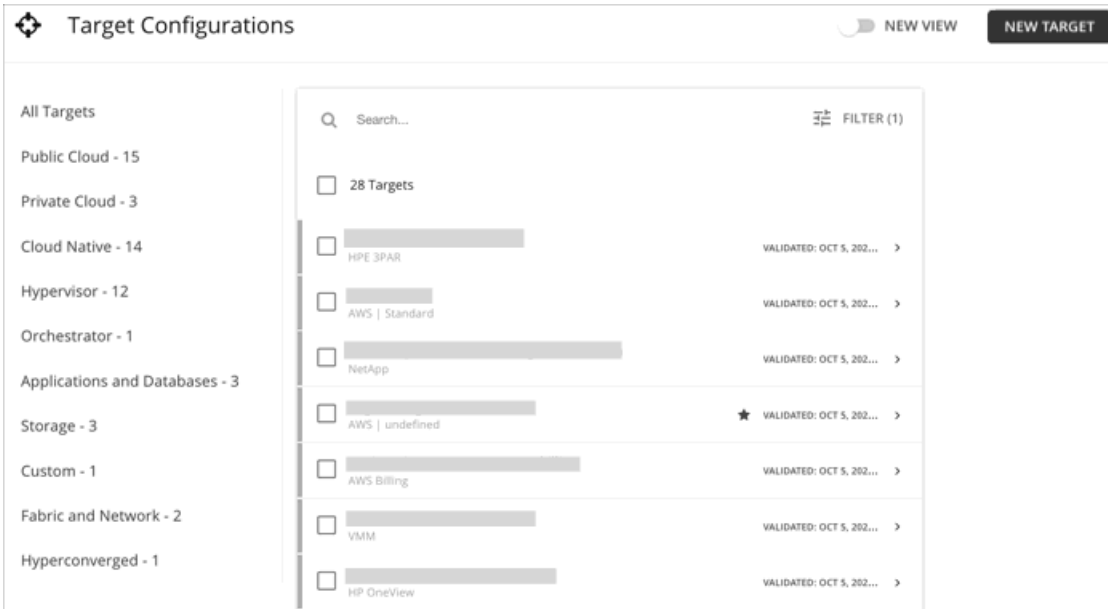 Target Configurations
NEW VIEW
NEW TARGET
All Targets
Public Cloud - 15
Private Cloud - 3
Cloud Native - 14
Hypervisor - 12
Orchestrator - 1
Applications and Databases - 3
Storage - 3
Custom - 1
Fabric and Network - 2
Hyperconverged - 1
Search...
FILTER (1)
28 Targets
HPE 3PAR
VALIDATED: OCT 5, 202...
AWS | Standard
VALIDATED: OCT 5, 202...
NetApp
VALIDATED: OCT 5, 202...
AWS | undefined
VALIDATED: OCT 5, 202...
AWS Billing
VALIDATED: OCT 5, 202...
VMM
VALIDATED: OCT 5, 202...
HP OneView
VALIDATED: OCT 5, 202...